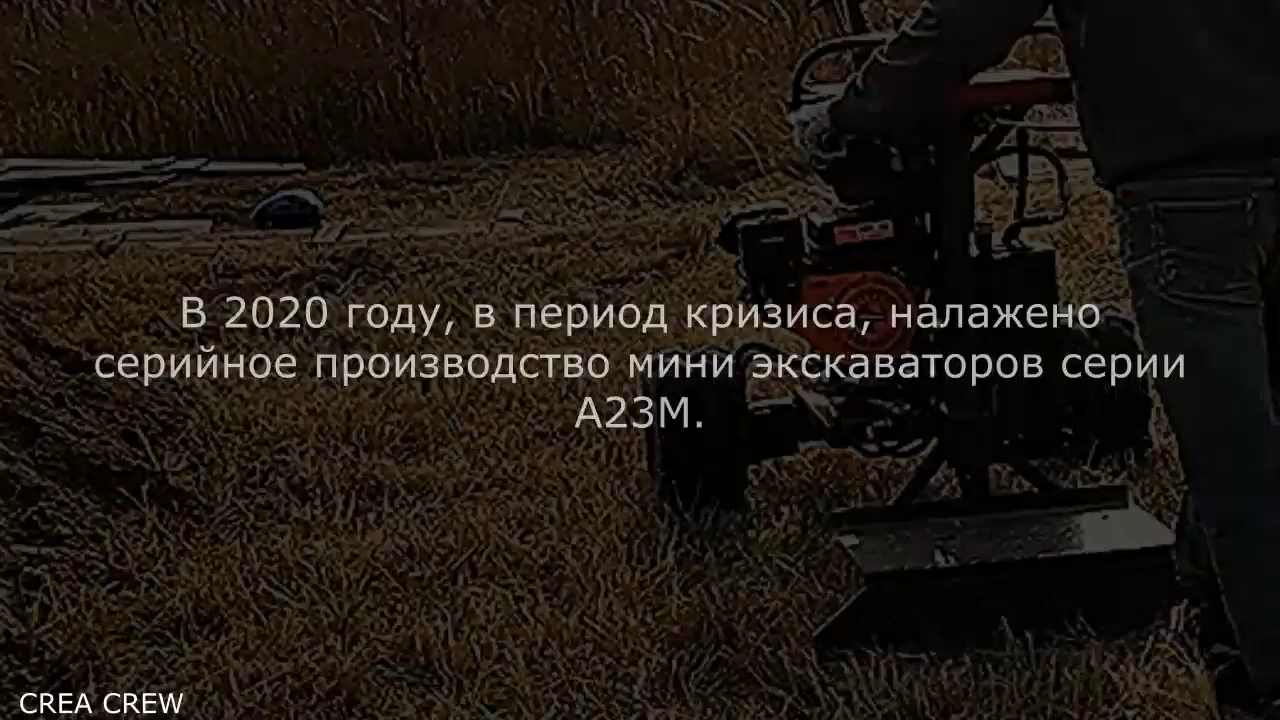 В 2020 году, в период кризиса, налажено
серийное производство мини экскаваторов серии
А23М.
CREA CREW